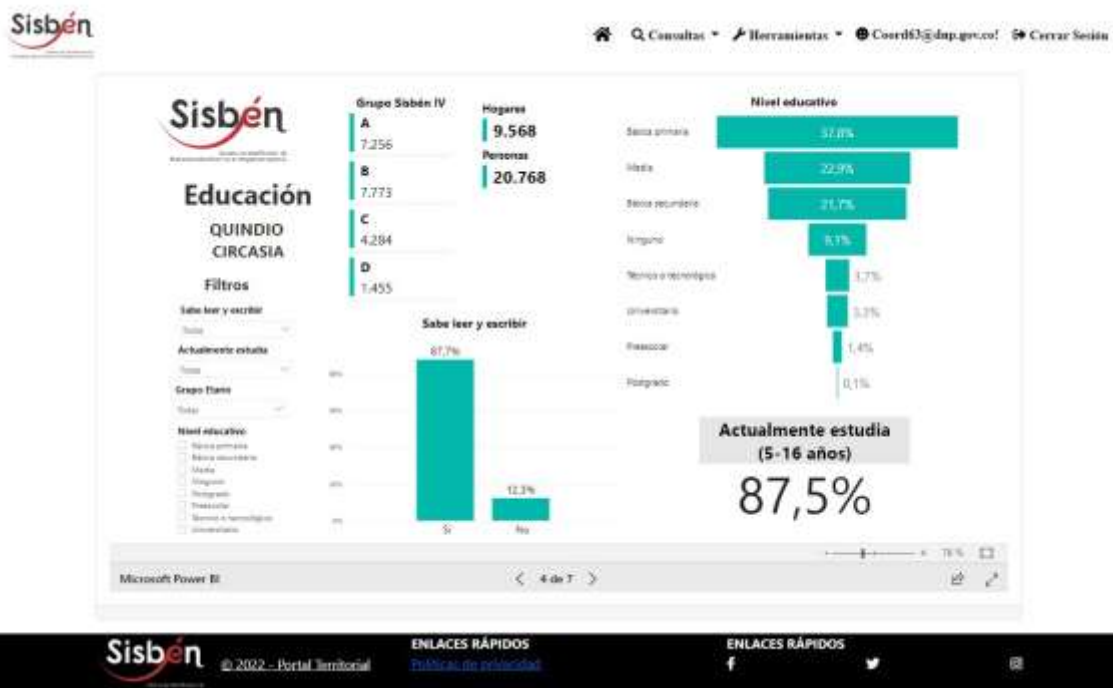 Sisbén
Consultas
Herramientas
Coord63@dnp.gov.co!
Cerrar Sesión
Sisbén
Educación
QUINDIO
CIRCASIA
Filtros
Sabe leer y escribir
Todas
Actualmente estudia
Todas
Grupo Etario
Todas
Nivel educativo
Básica primaria
Básica secundaria
Media
Ninguno
Postgrado
Preescolar
Técnico o tecnológico
Universitario
Grupo Sisbén IV
A
7.256
B
7.773
C
4.284
D
1.455
Hogares
9.568
Personas
20.768
Sabe leer y escribir
87,7%
12,3%
Si
No
Nivel educativo
Básica primaria
37,8%
Media
22,9%
Básica secundaria
21,7%
Ninguno
9,1%
Técnico o tecnológico
3,7%
Universitario
3,3%
Preescolar
1,4%
Postgrado
0,1%
Actualmente estudia
(5-16 años)
87,5%
78 %
Microsoft Power BI
4 de 7
Sisbén
© 2022 - Portal Territorial
ENLACES RÁPIDOS
Políticas de privacidad
ENLACES RÁPIDOS